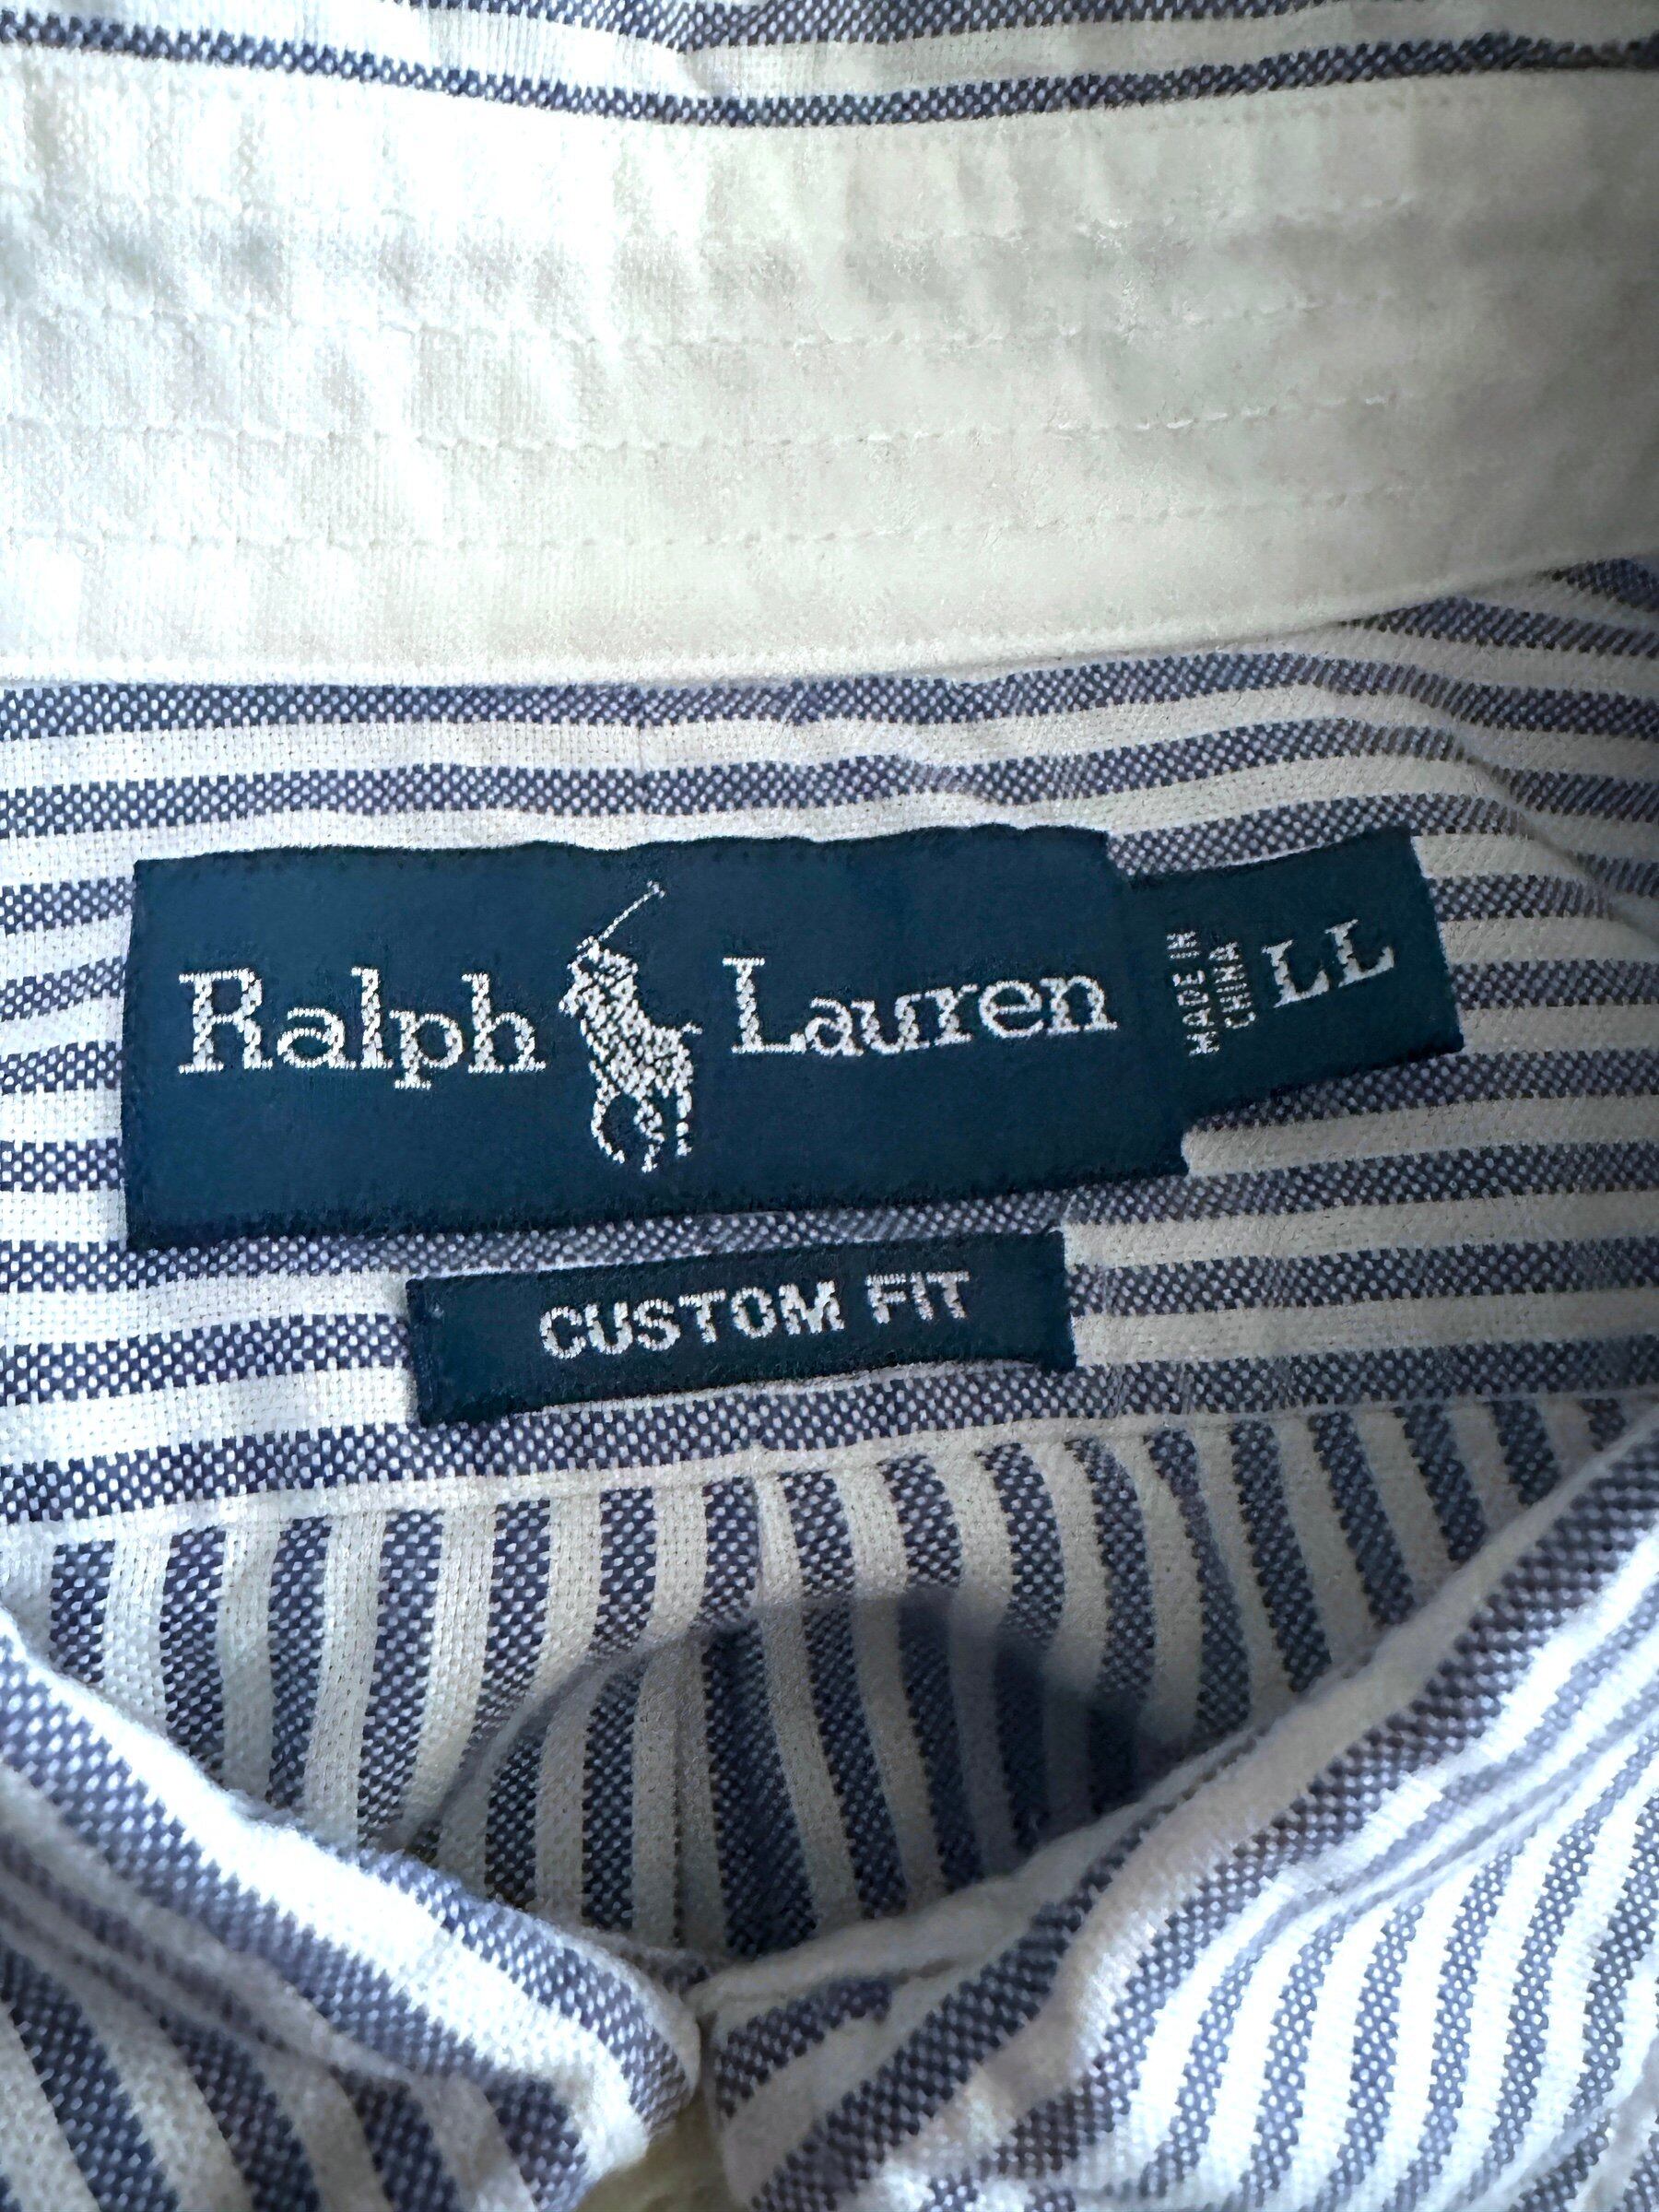 Ralph Lauren
MADE IN
CHINA
LL
CUSTOM FIT